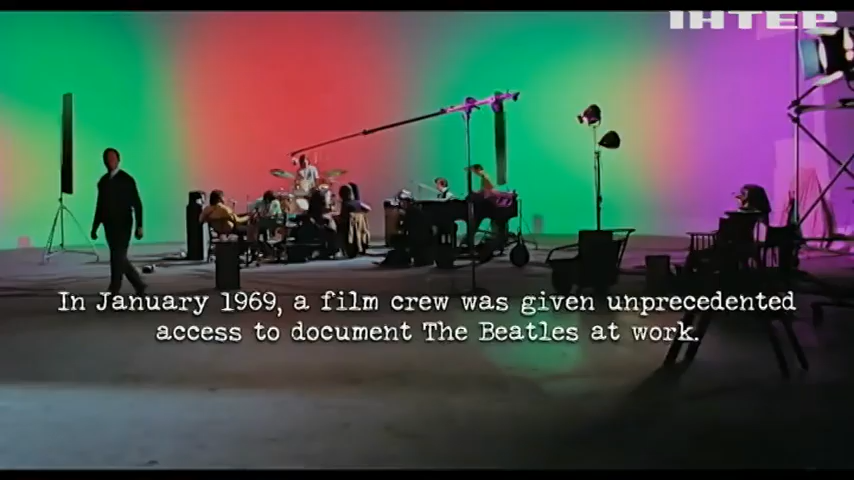 ІНТЕР
In January 1969, a film crew was given unprecedented
access to document The Beatles at work.